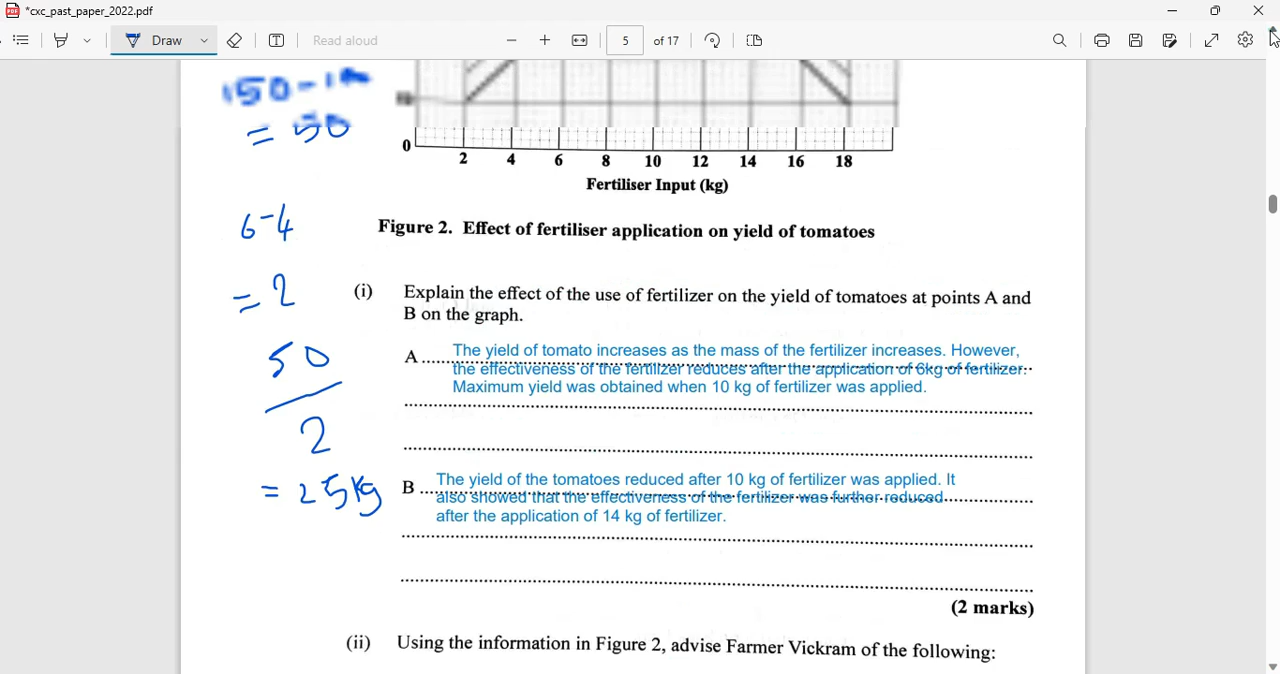 *cxc_past_paper_2022.pdf
Draw
Read aloud
5
of 17
= 50
6-4
= 2
50
2
= 25kg
0
2 4 6 8 10 12 14 16 18
Fertiliser Input (kg)
Figure 2. Effect of fertiliser application on yield of tomatoes
(i) Explain the effect of the use of fertilizer on the yield of tomatoes at points A and
B on the graph.
A The yield of tomato increases as the mass of the fertilizer increases. However,
the effectiveness of the fertilizer reduces after the application of 6kg of fertilizer.
Maximum yield was obtained when 10 kg of fertilizer was applied.
B The yield of the tomatoes reduced after 10 kg of fertilizer was applied. It
also showed that the effectiveness of the fertilizer was further reduced
after the application of 14 kg of fertilizer.
(2 marks)
(ii) Using the information in Figure 2, advise Farmer Vickram of the following: